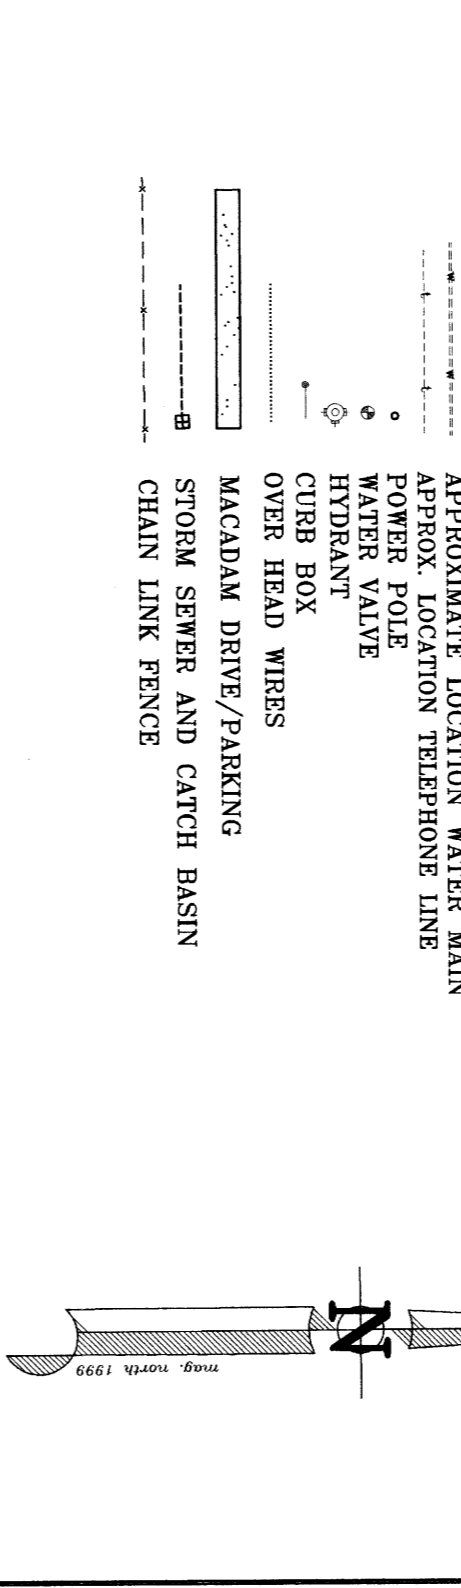 APPROXIMATE LOCATION WATER MAIN
APPROX. LOCATION TELEPHONE LINE
POWER POLE
WATER VALVE
HYDRANT
CURB BOX
OVER HEAD WIRES
MACADAM DRIVE/PARKING
STORM SEWER AND CATCH BASIN
CHAIN LINK FENCE
w w
t t
N
mag. north 1999